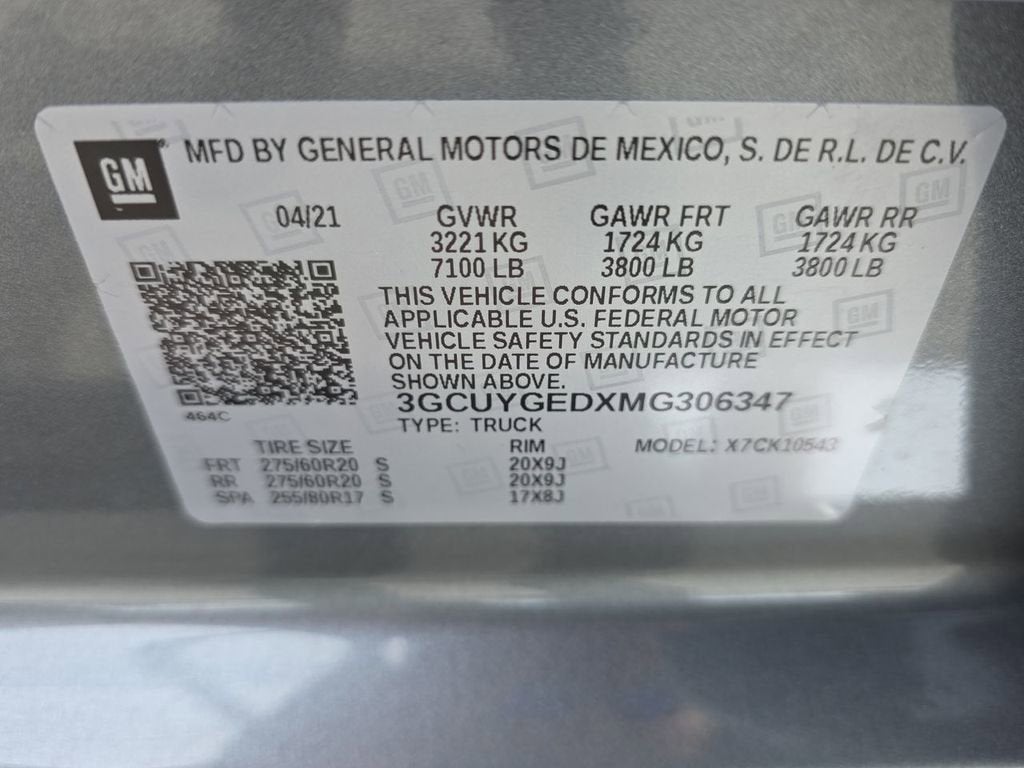 GM MFD BY GENERAL MOTORS DE MEXICO, S. DE R.L. DE C.V.
04/21 GVWR GAWR FRT GAWR RR
3221 KG 1724 KG 1724 KG
7100 LB 3800 LB 3800 LB
THIS VEHICLE CONFORMS TO ALL
APPLICABLE U.S. FEDERAL MOTOR
VEHICLE SAFETY STANDARDS IN EFFECT
ON THE DATE OF MANUFACTURE
SHOWN ABOVE.
3GCUYGEDXMG306347
464C
TYPE: TRUCK
TIRE SIZE RIM MODEL: X7CK10543
FRT 275/60R20 S 20X9J
RR 275/60R20 S 20X9J
SPA 255/80R17 S 17X8J